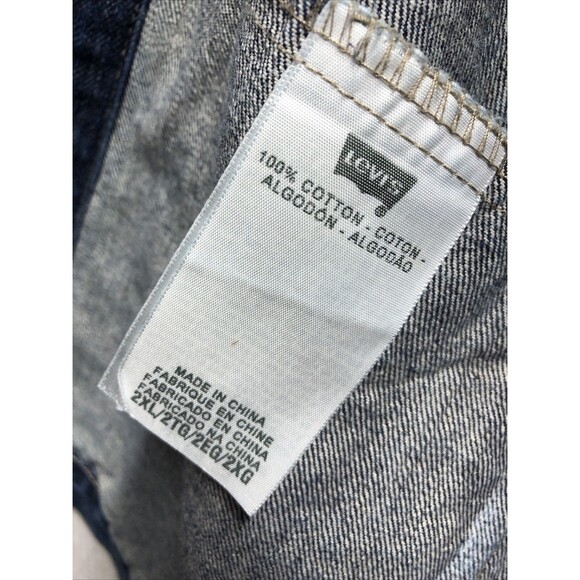 LEVI'S
®
100% COTTON - COTON -
ALGODÓN - ALGODÃO
MADE IN CHINA
FABRIQUE EN CHINE
FABRICADO EN CHINA
FABRICADO NA CHINA
2XL/2TG/2EG/2XG